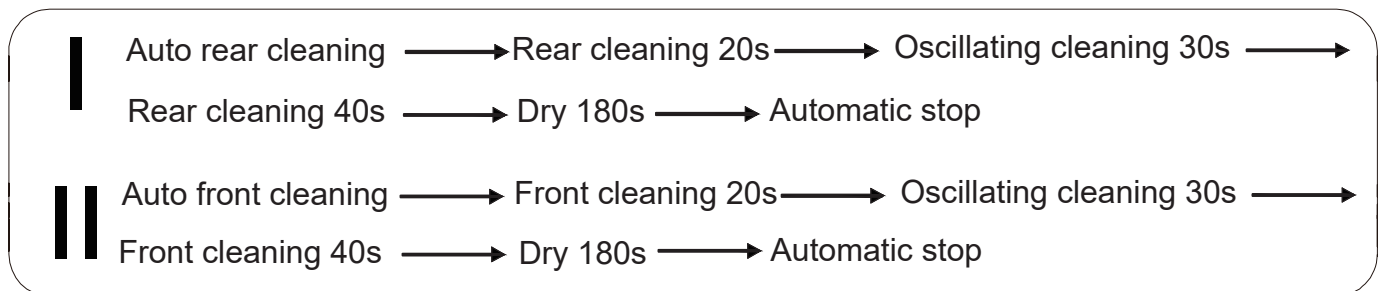 I Auto rear cleaning → Rear cleaning 20s → Oscillating cleaning 30s →
Rear cleaning 40s → Dry 180s → Automatic stop
II Auto front cleaning → Front cleaning 20s → Oscillating cleaning 30s →
Front cleaning 40s → Dry 180s → Automatic stop